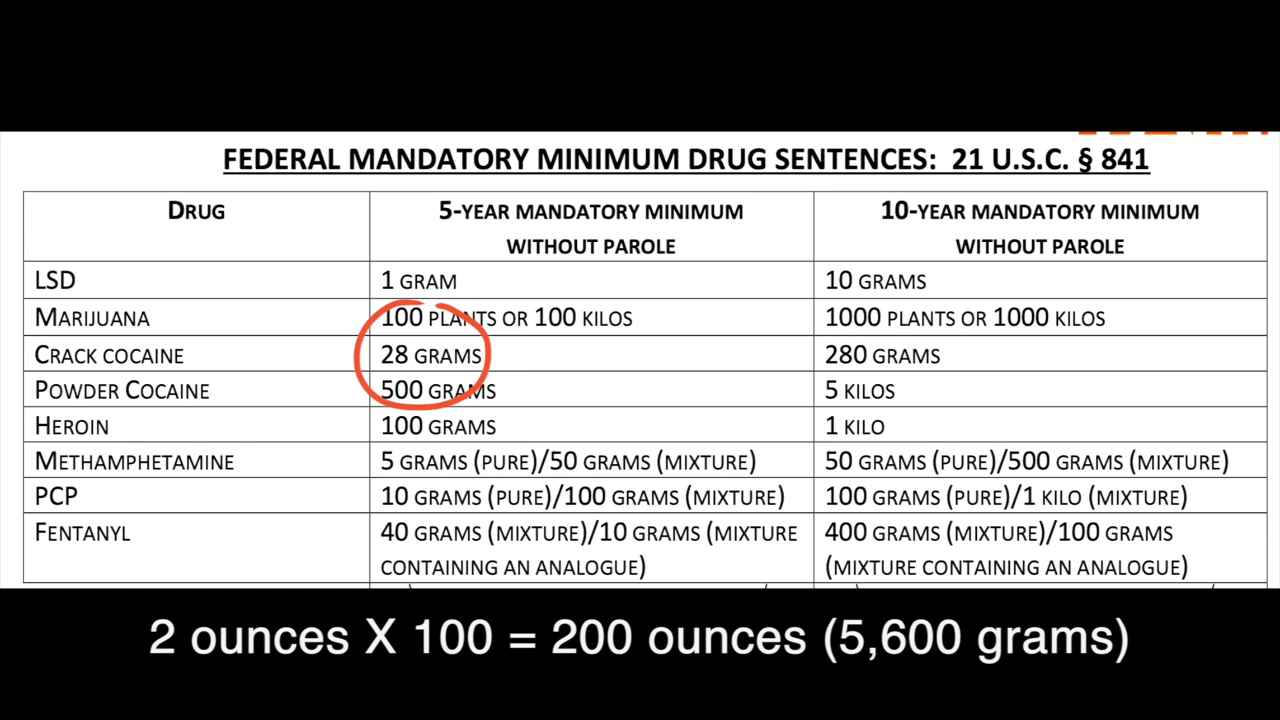 FEDERAL MANDATORY MINIMUM DRUG SENTENCES: 21 U.S.C. § 841
DRUG 5-YEAR MANDATORY MINIMUM 10-YEAR MANDATORY MINIMUM
WITHOUT PAROLE WITHOUT PAROLE
LSD 1 GRAM 10 GRAMS
MARIJUANA 100 PLANTS OR 100 KILOS 1000 PLANTS OR 1000 KILOS
CRACK COCAINE 28 GRAMS 280 GRAMS
POWDER COCAINE 500 GRAMS 5 KILOS
HEROIN 100 GRAMS 1 KILO
METHAMPHETAMINE 5 GRAMS (PURE)/50 GRAMS (MIXTURE) 50 GRAMS (PURE)/500 GRAMS (MIXTURE)
PCP 10 GRAMS (PURE)/100 GRAMS (MIXTURE) 100 GRAMS (PURE)/1 KILO (MIXTURE)
FENTANYL 40 GRAMS (MIXTURE)/10 GRAMS (MIXTURE 400 GRAMS (MIXTURE)/100 GRAMS
CONTAINING AN ANALOGUE) (MIXTURE CONTAINING AN ANALOGUE)
2 ounces X 100 = 200 ounces (5,600 grams)